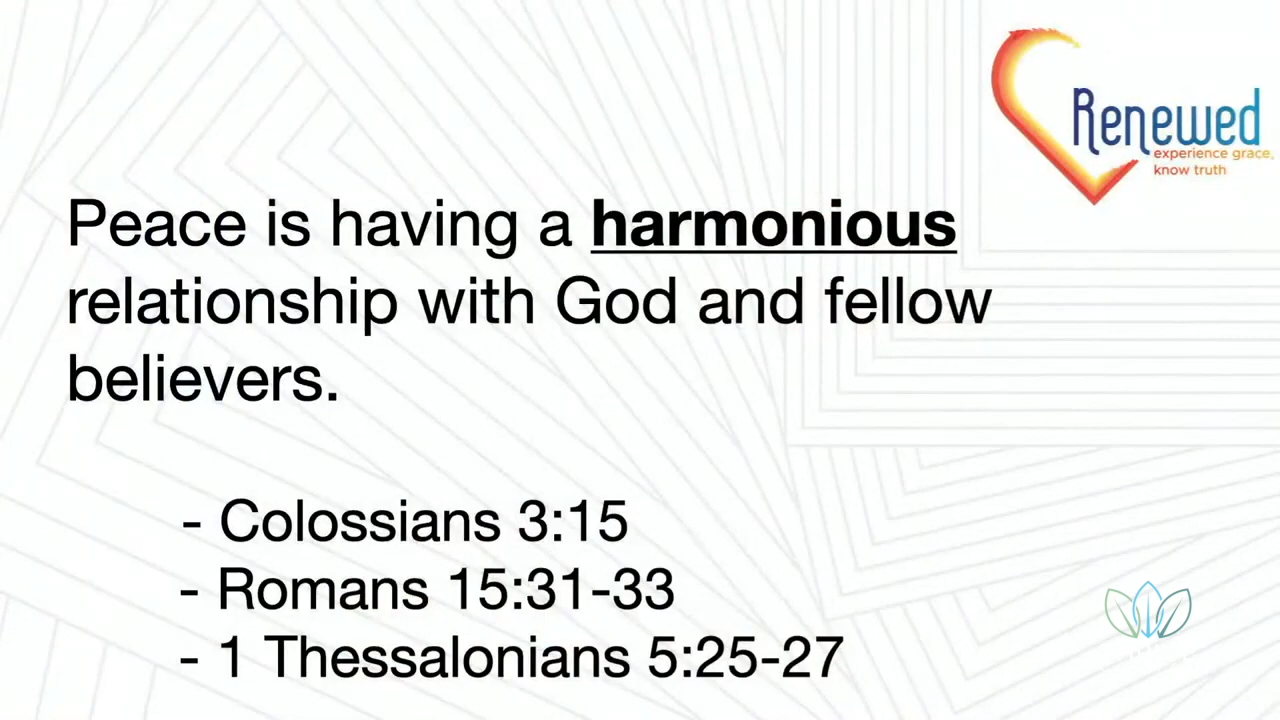 Renewed
experience grace,
know truth
Peace is having a harmonious
relationship with God and fellow
believers.
- Colossians 3:15
- Romans 15:31-33
- 1 Thessalonians 5:25-27